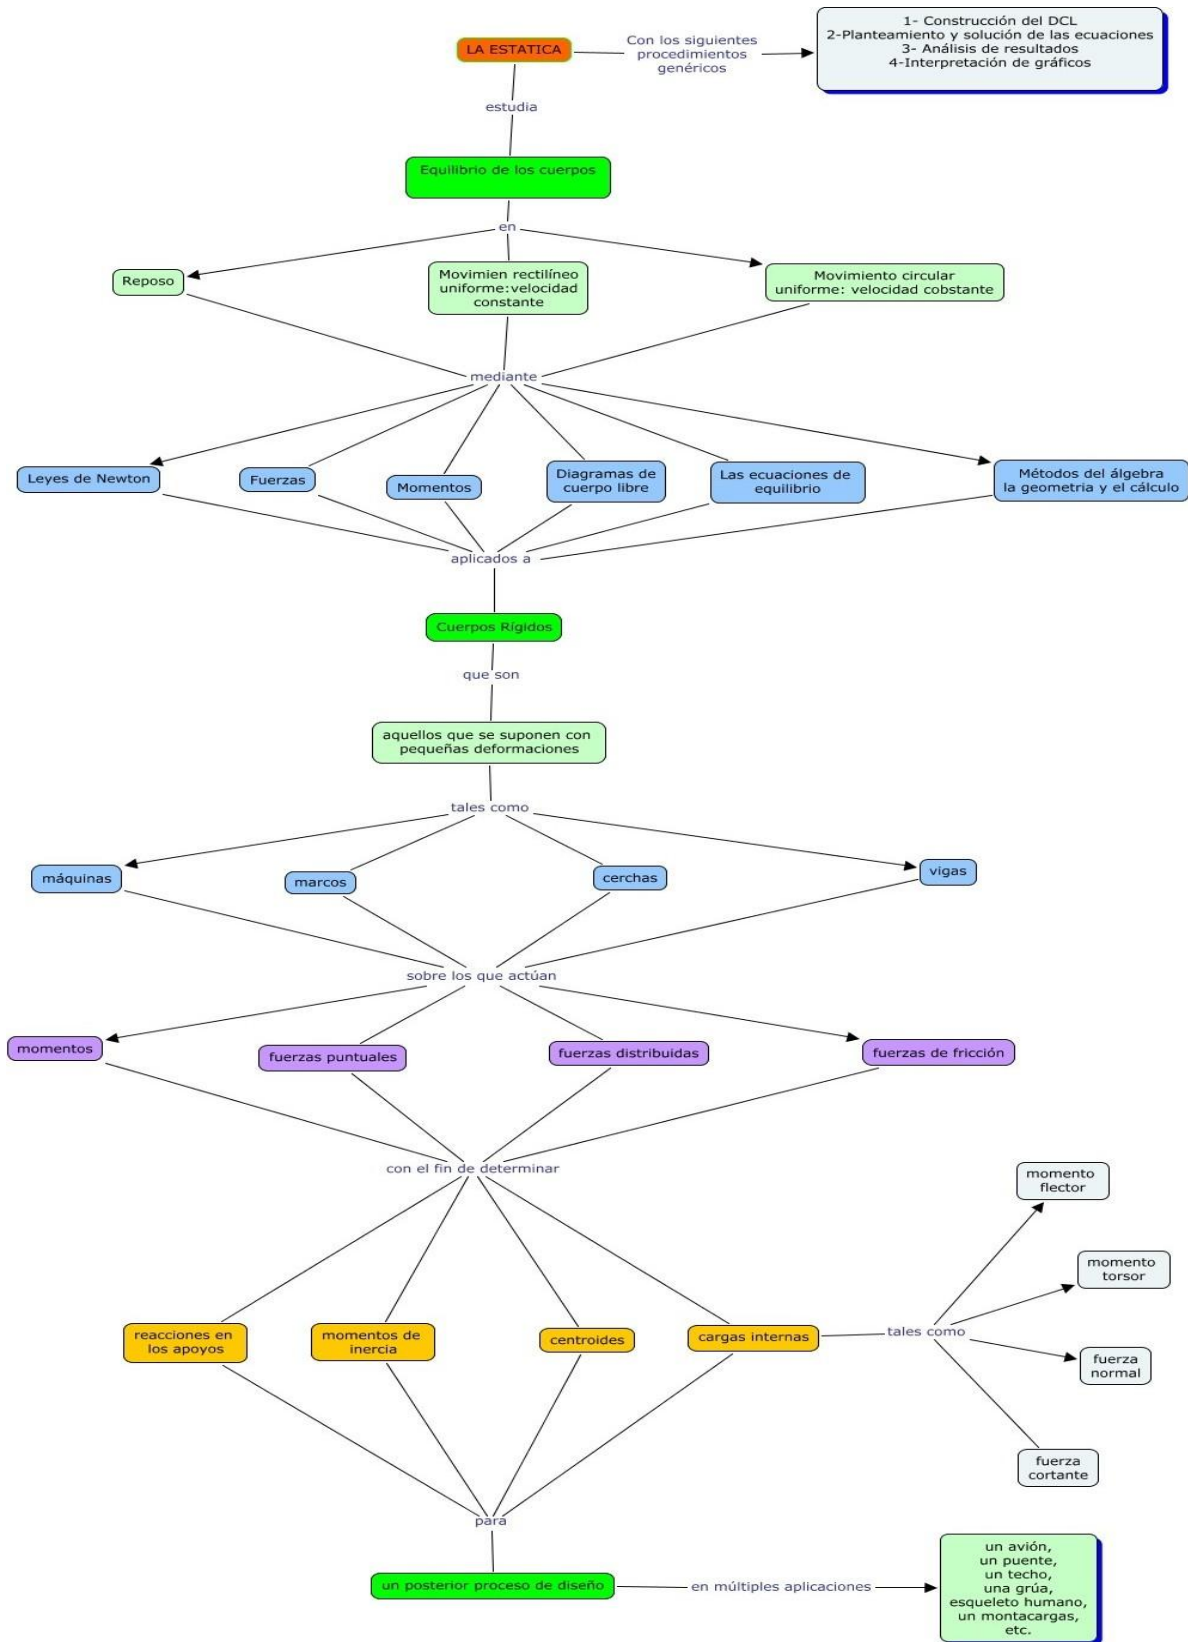 LA ESTATICA
Con los siguientes
procedimientos
genéricos
1- Construcción del DCL
2-Planteamiento y solución de las ecuaciones
3- Análisis de resultados
4-Interpretación de gráficos
estudia
Equilibrio de los cuerpos
en
Reposo
Movimien rectilíneo
uniforme:velocidad
constante
Movimiento circular
uniforme: velocidad cobstante
mediante
Leyes de Newton
Fuerzas
Momentos
Diagramas de
cuerpo libre
Las ecuaciones de
equilibrio
Métodos del álgebra
la geometria y el cálculo
aplicados a
Cuerpos Rígidos
que son
aquellos que se suponen con
pequeñas deformaciones
tales como
máquinas
marcos
cerchas
vigas
sobre los que actúan
momentos
fuerzas puntuales
fuerzas distribuidas
fuerzas de fricción
con el fin de determinar
reacciones en
los apoyos
momentos de
inercia
centroides
cargas internas
tales como
momento
flector
momento
torsor
fuerza
normal
fuerza
cortante
para
un posterior proceso de diseño
en múltiples aplicaciones
un avión,
un puente,
un techo,
una grúa,
esqueleto humano,
un montacargas,
etc.